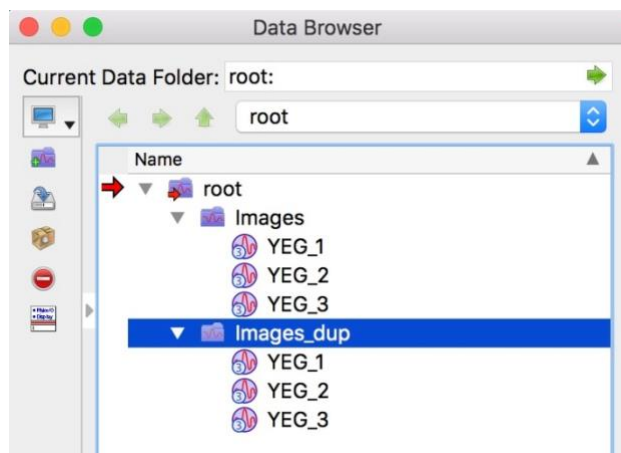 Data Browser
Current Data Folder: root:
root
Name
root
Images
YEG_1
YEG_2
YEG_3
Images_dup
YEG_1
YEG_2
YEG_3